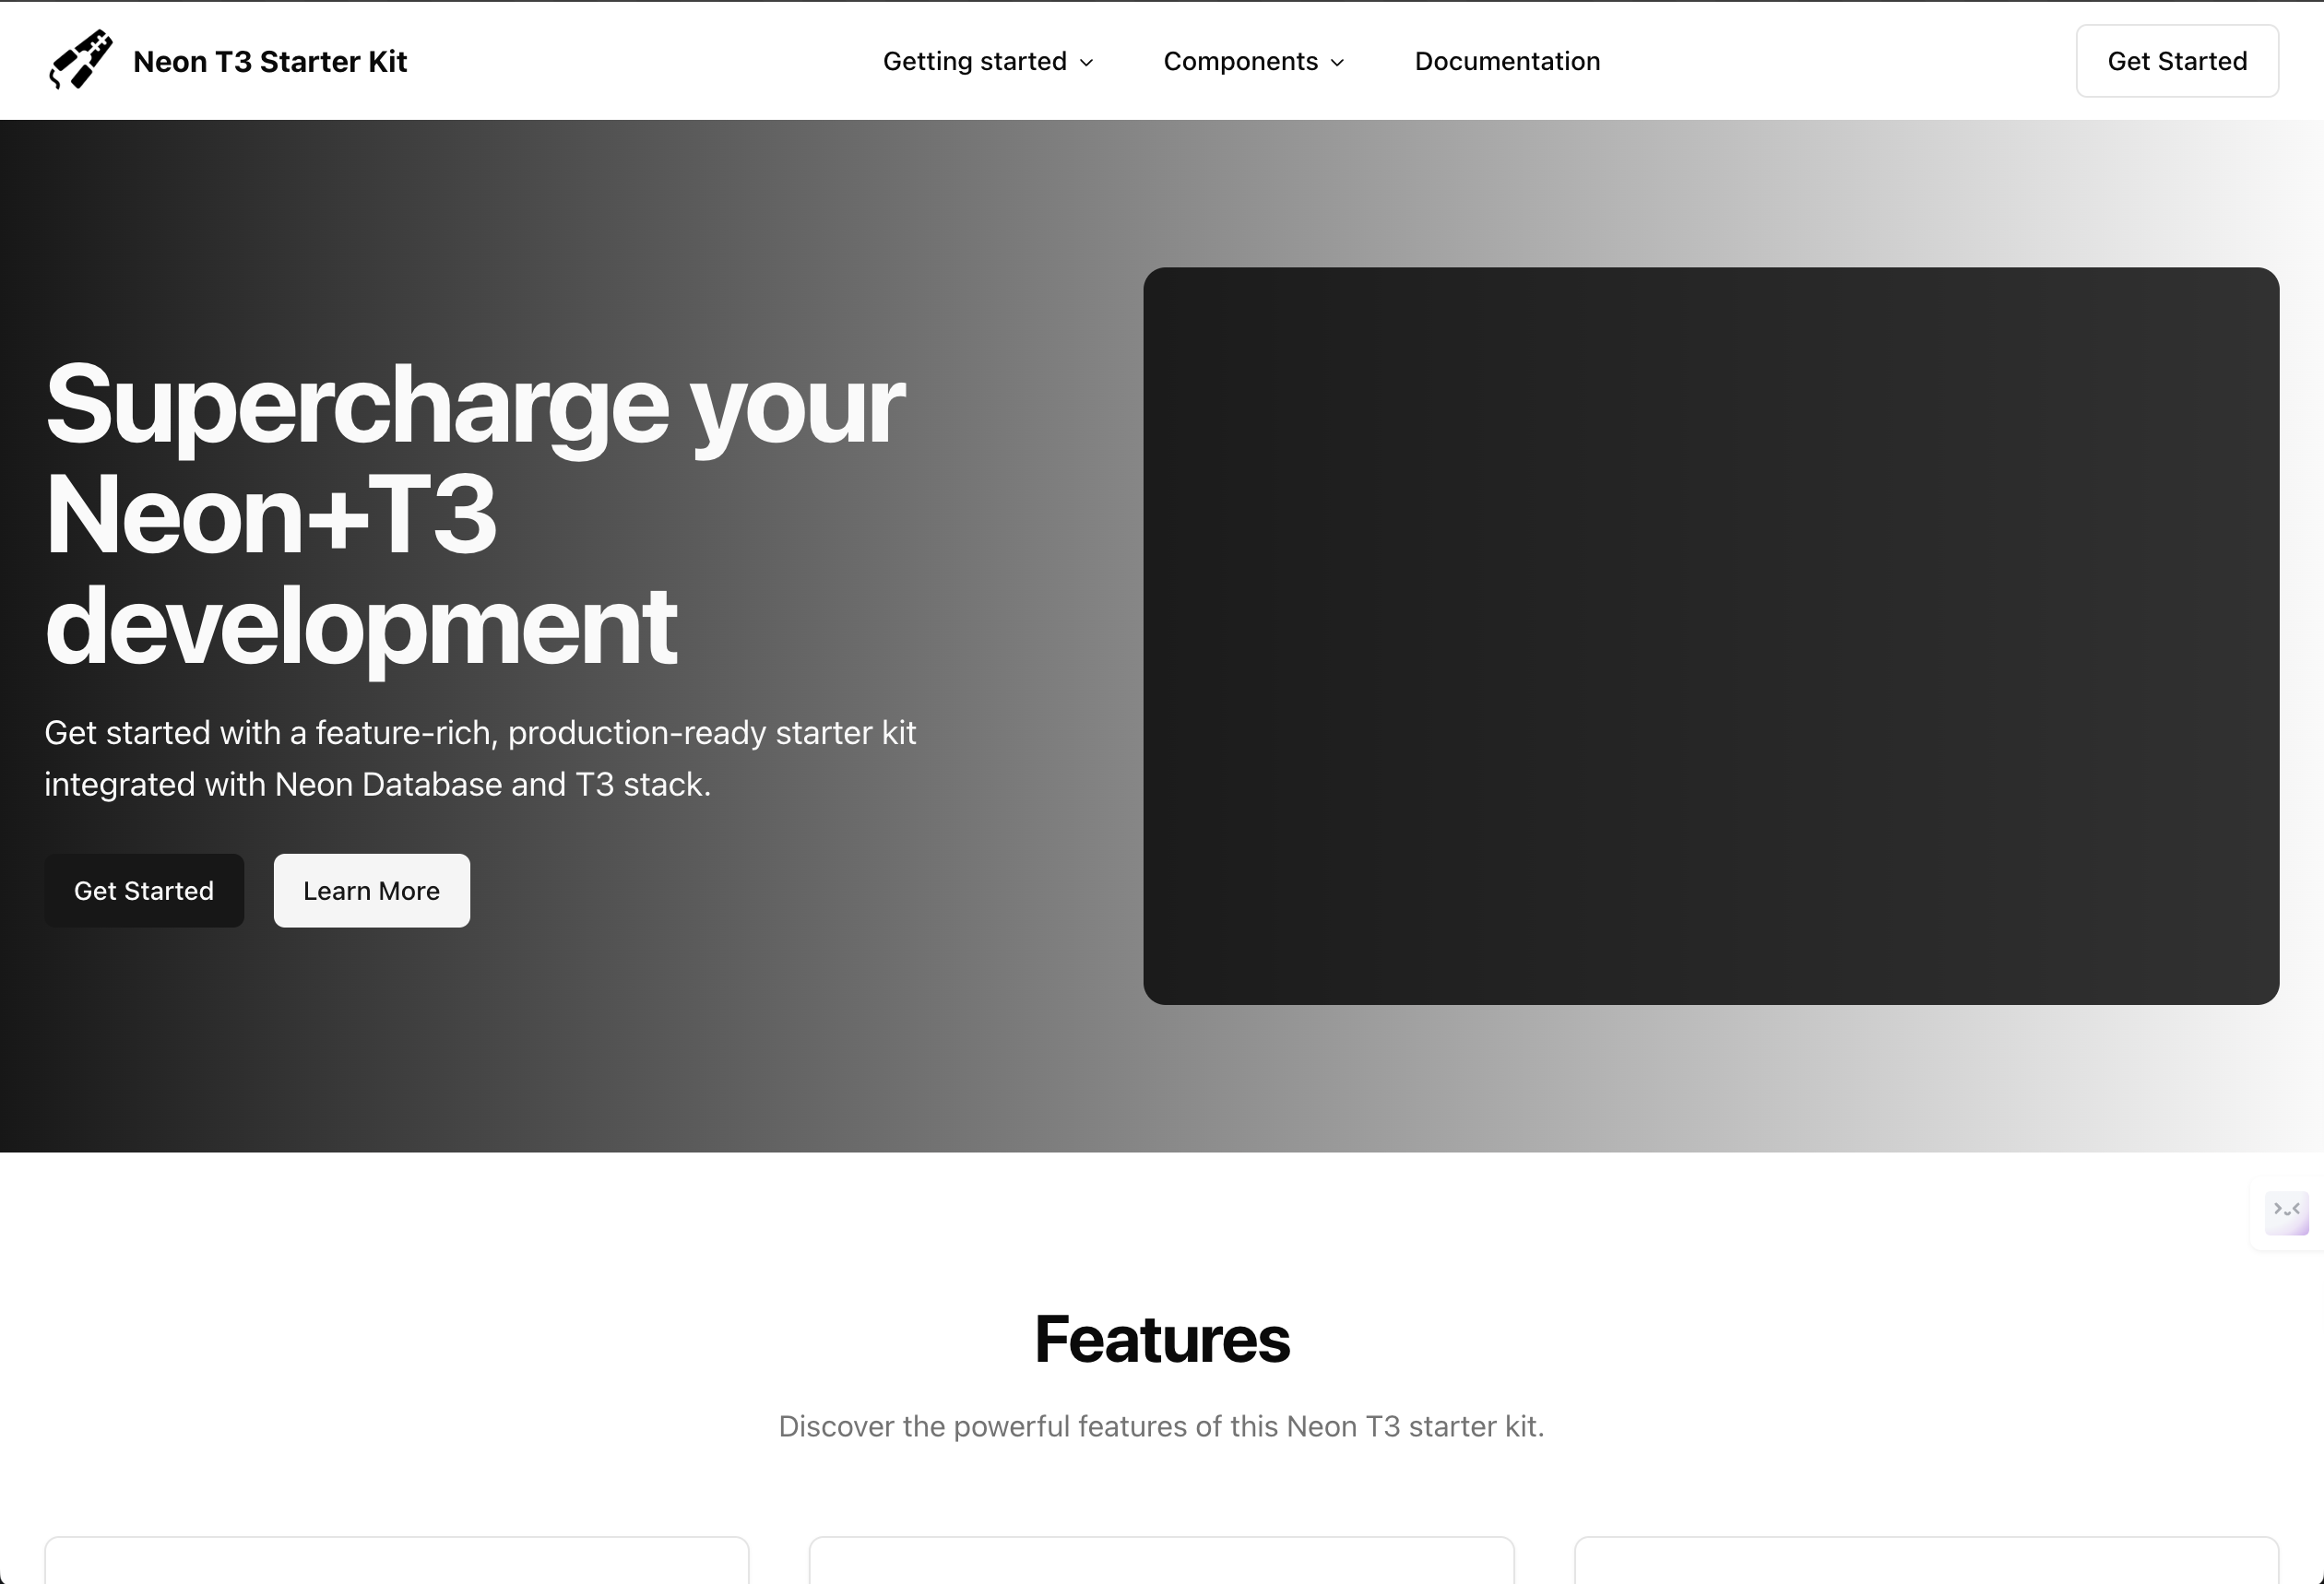 Neon T3 Starter Kit
Getting started
Components
Documentation
Get Started
Supercharge your
Neon+T3
development
Get started with a feature-rich, production-ready starter kit
integrated with Neon Database and T3 stack.
Get Started
Learn More
Features
Discover the powerful features of this Neon T3 starter kit.